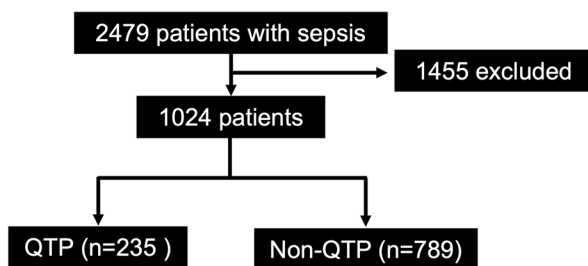 2479 patients with sepsis
1455 excluded
1024 patients
QTP (n=235 )
Non-QTP (n=789)